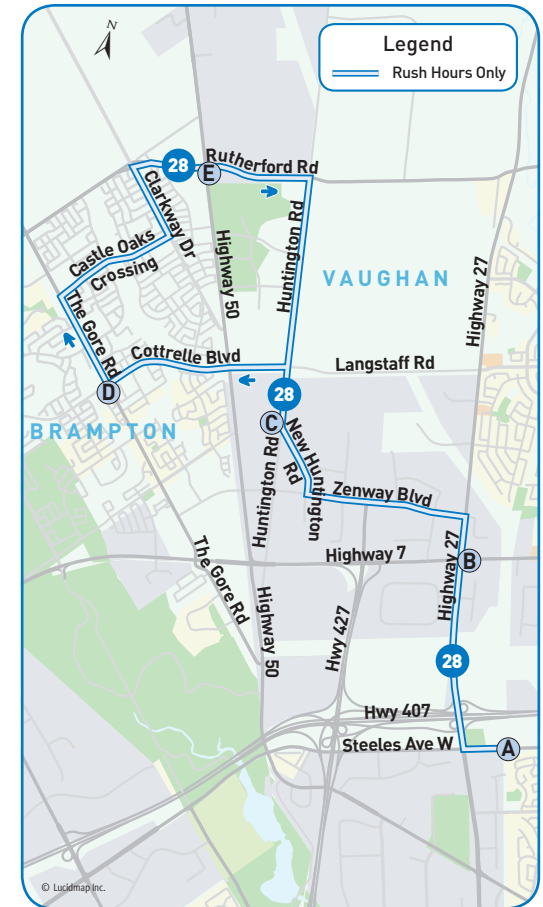 N
Legend
Rush Hours Only
28
Rutherford Rd
E
Clarkway Dr
Castle Oaks
Crossing
Highway 50
Huntington Rd
VAUGHAN
Highway 27
The Gore Rd
Cottrelle Blvd
Langstaff Rd
D
28
C
BRAMPTON
Huntington Rd
New Huntington
Rd
Zenway Blvd
Highway 7
Highway 27
B
The Gore Rd
Highway 50
Hwy 427
28
Hwy 407
Steeles Ave W
A
© Lucidmap Inc.